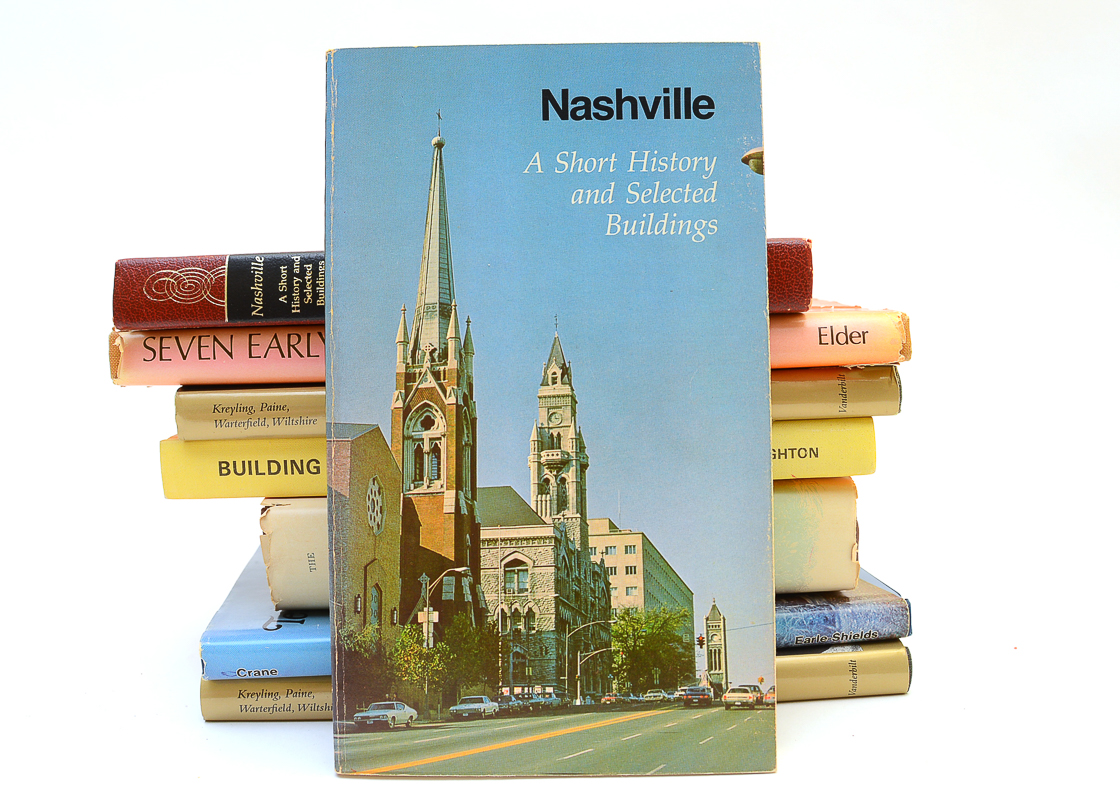 Nashville
A Short History
and Selected
Buildings
Nashville
A Short
History and
Selected
Buildings
SEVEN EARLY
Elder
Kreyling, Paine,
Warterfield, Wiltshire
Vanderbilt
BUILDING
GHTON
THE
Crane
Earle-Shields
Kreyling, Paine,
Warterfield, Wiltshi
Vanderbilt